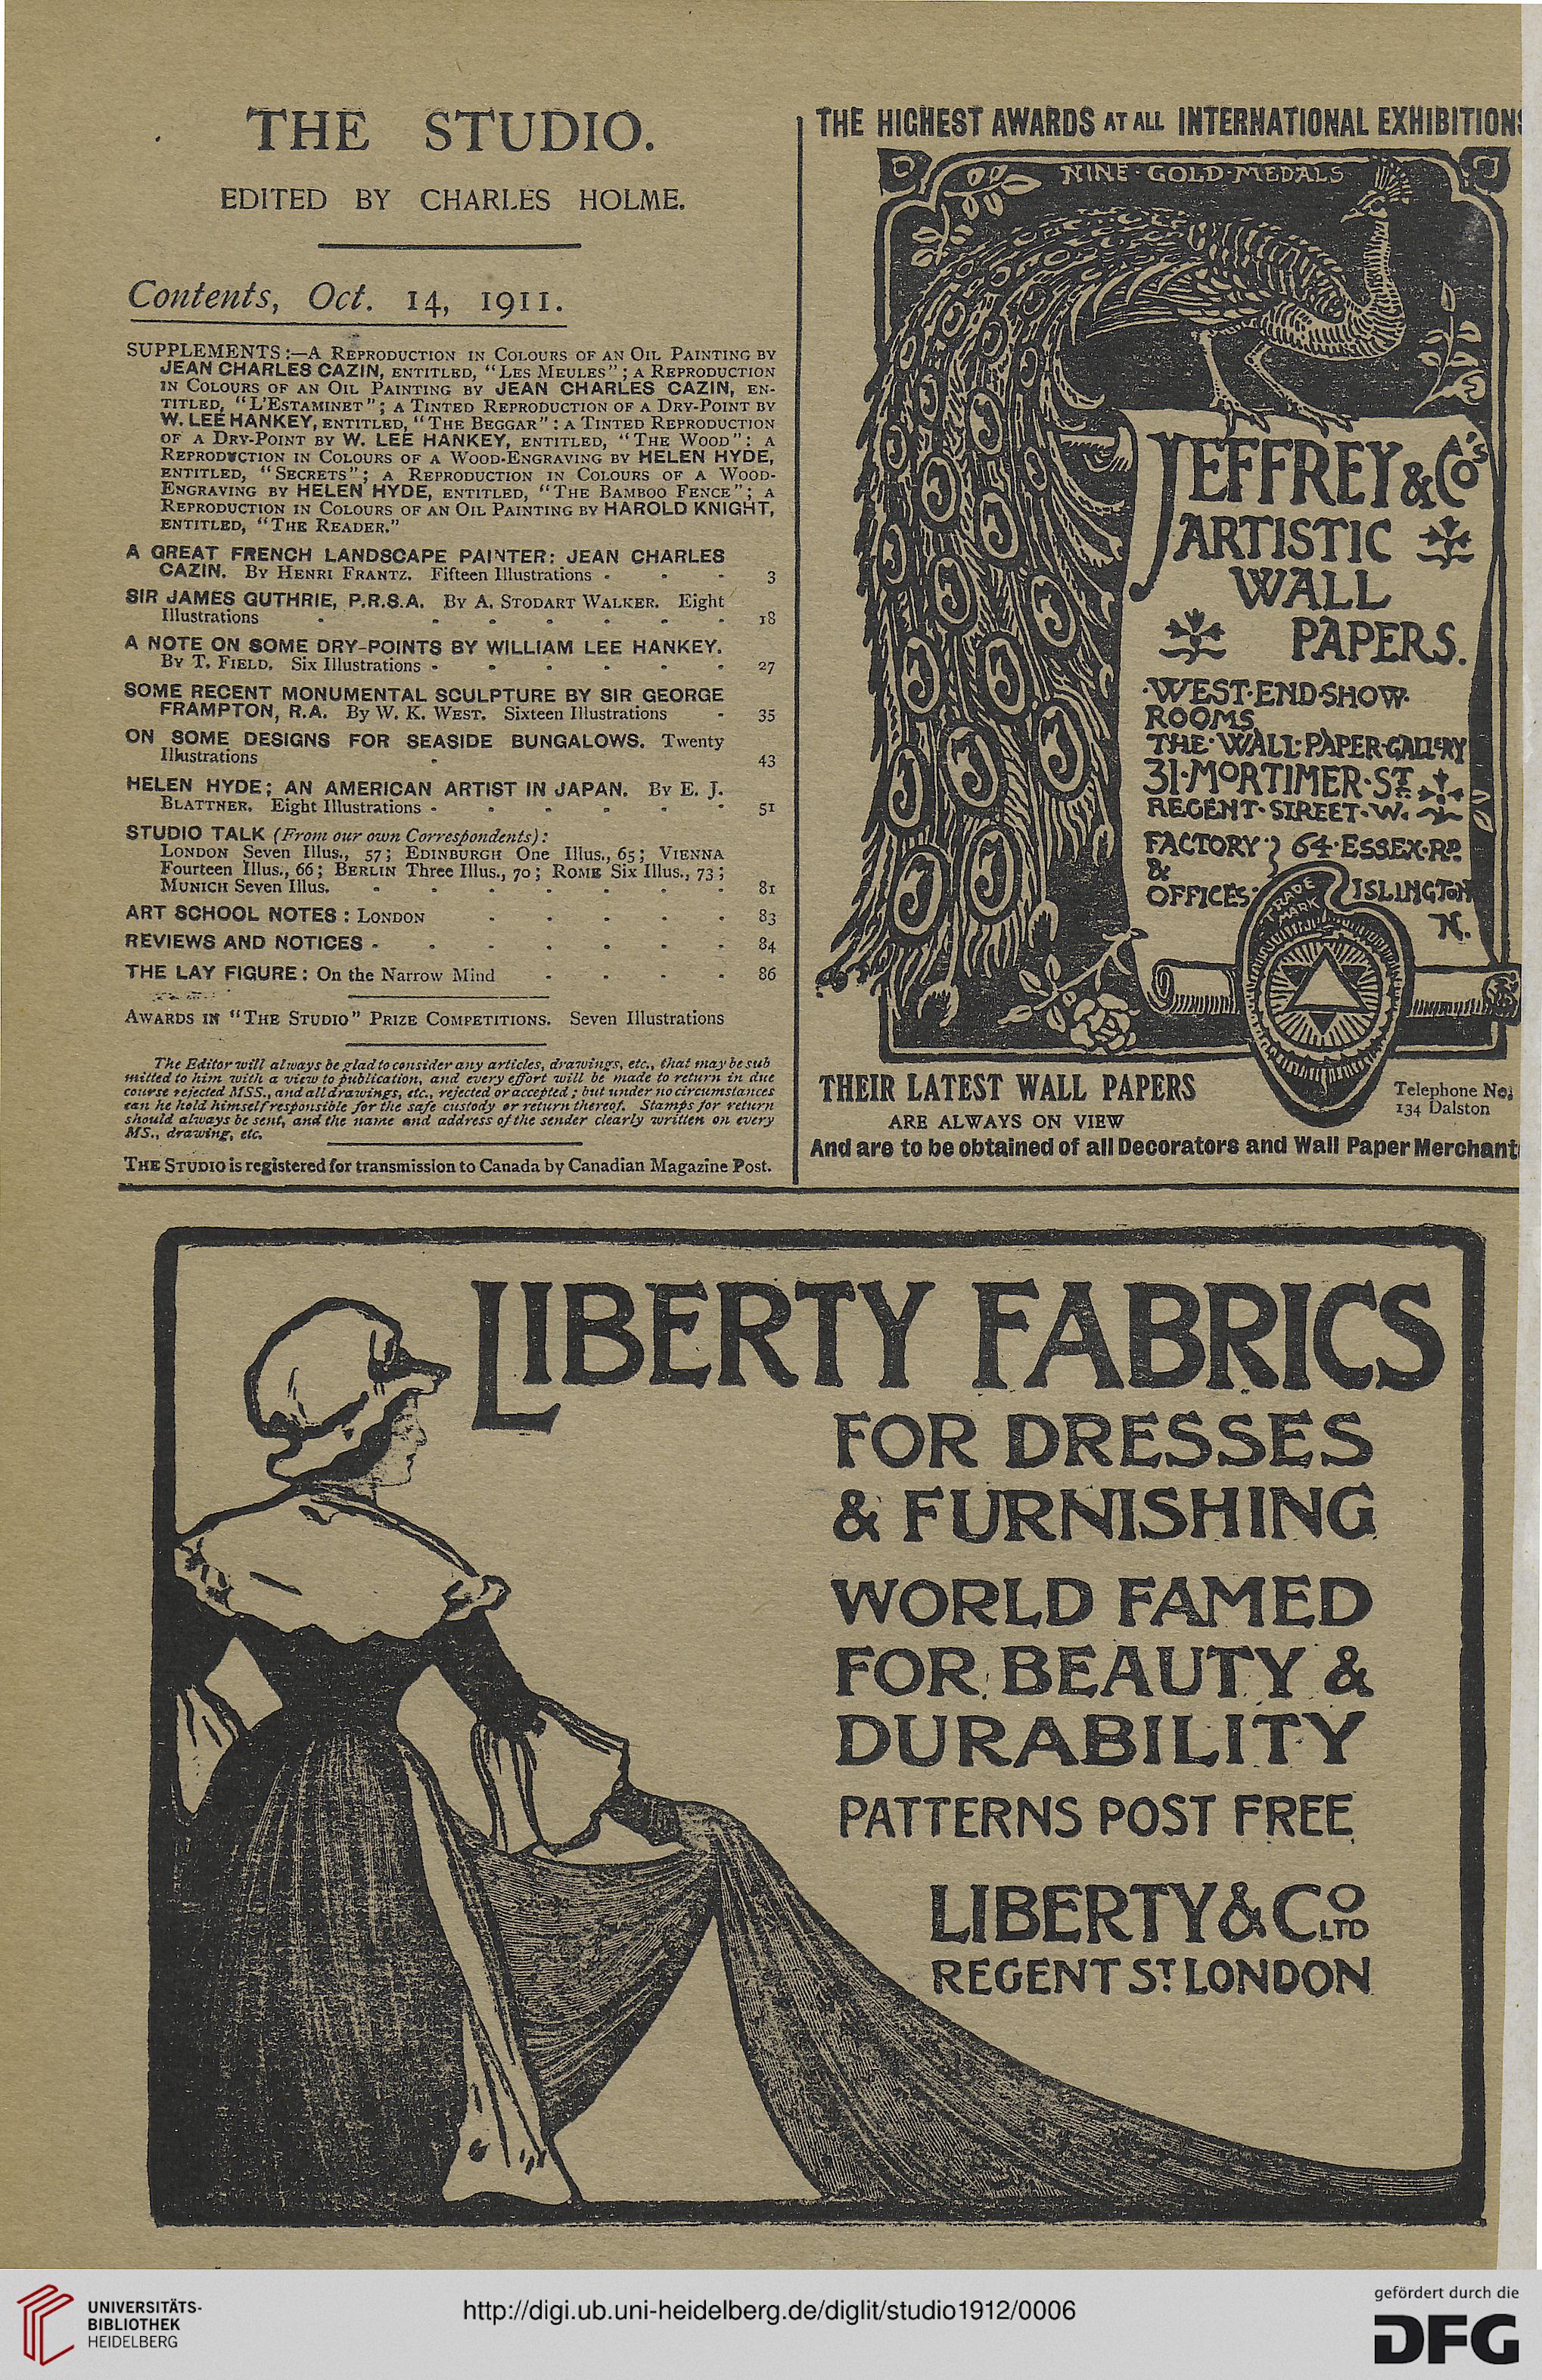 THE STUDIO.
EDITED BY CHARLES HOLME.
Contents, Oct. 14, 1911.
SUPPLEMENTS:—A Reproduction in Colours of an Oil Painting by
JEAN CHARLES CAZIN, entitled, "Les Meules"; a Reproduction
in Colours of an Oil Painting by JEAN CHARLES CAZIN, en-
titled, "L'Estaminet"; a Tinted Reproduction of a Dry-Point by
W. LEE HANKEY, entitled, "The Beggar": a Tinted Reproduction
of a Dry-Point by W. LEE HANKEY, entitled, "The Wood": a
Reproduction in Colours of a Wood-Engraving by HELEN HYDE,
entitled, "Secrets"; a Reproduction in Colours of a Wood-
Engraving by HELEN HYDE, entitled, "The Bamboo Fence"; a
Reproduction in Colours of an Oil Painting by HAROLD KNIGHT,
entitled, "The Reader."
A GREAT FRENCH LANDSCAPE PAINTER: JEAN CHARLES
CAZIN. By Henri Frantz. Fifteen Illustrations - - - 3
SIR JAMES GUTHRIE, P.R.S.A. By A. Stodart Walker. Eight
Illustrations - - - - - - - 18
A NOTE ON SOME DRY-POINTS BY WILLIAM LEE HANKEY.
By T. Field. Six Illustrations - - - - - - 27
SOME RECENT MONUMENTAL SCULPTURE BY SIR GEORGE
FRAMPTON, R.A. By W. K. West. Sixteen Illustrations - 35
ON SOME DESIGNS FOR SEASIDE BUNGALOWS. Twenty
Illustrations - 43
HELEN HYDE; AN AMERICAN ARTIST IN JAPAN. By E. J.
Blattner. Eight Illustrations - - - - - - 51
STUDIO TALK (From our own Correspondents):
London Seven Illus., 57; Edinburgh One Illus., 65; Vienna
Fourteen Illus., 66; Berlin Three Illus., 70; Rome Six Illus., 73;
Munich Seven Illus. - - - - - - - 81
ART SCHOOL NOTES: London - - - - - 83
REVIEWS AND NOTICES - - - - - - - 84
THE LAY FIGURE: On the Narrow Mind - - - - 86
Awards in "The Studio" Prize Competitions. Seven Illustrations
The Editor will always be glad to consider any articles, drawings, etc., that may be sub
mitted to him with a view to publication, and every effort will be made to return in due
course rejected MSS., and all drawings, etc., rejected or accepted; but under no circumstances
can he hold himself responsible for the safe custody or return thereof. Stamps for return
should always be sent, and the name and address of the sender clearly written on every
MS., drawing, etc.
The Studio is registered for transmission to Canada by Canadian Magazine Post.
THE HIGHEST AWARDS AT ALL INTERNATIONAL EXHIBITIONS
NINE·GOLD·MEDALS
JEFFREY & Co's
ARTISTIC
WALL
PAPERS.
·WEST·END·SHOW·
ROOMS
THE·WALL·PAPER·GALLERY
31·MORTIMER·ST
REGENT·STREET·W.
FACTORY } 64·ESSEX·RD
&
OFFICES: ISLINGTON
N.
TRADE
MARK
THEIR LATEST WALL PAPERS
ARE ALWAYS ON VIEW
Telephone No.
134 Dalston
And are to be obtained of all Decorators and Wall Paper Merchant
LIBERTY FABRICS
FOR DRESSES
& FURNISHING
WORLD FAMED
FOR BEAUTY &
DURABILITY
PATTERNS POST FREE
LIBERTY & CO LTD
REGENT ST LONDON
UNIVERSITÄTS-
BIBLIOTHEK
HEIDELBERG
http://digi.ub.uni-heidelberg.de/diglit/studio1912/0006
gefördert durch die
DFG